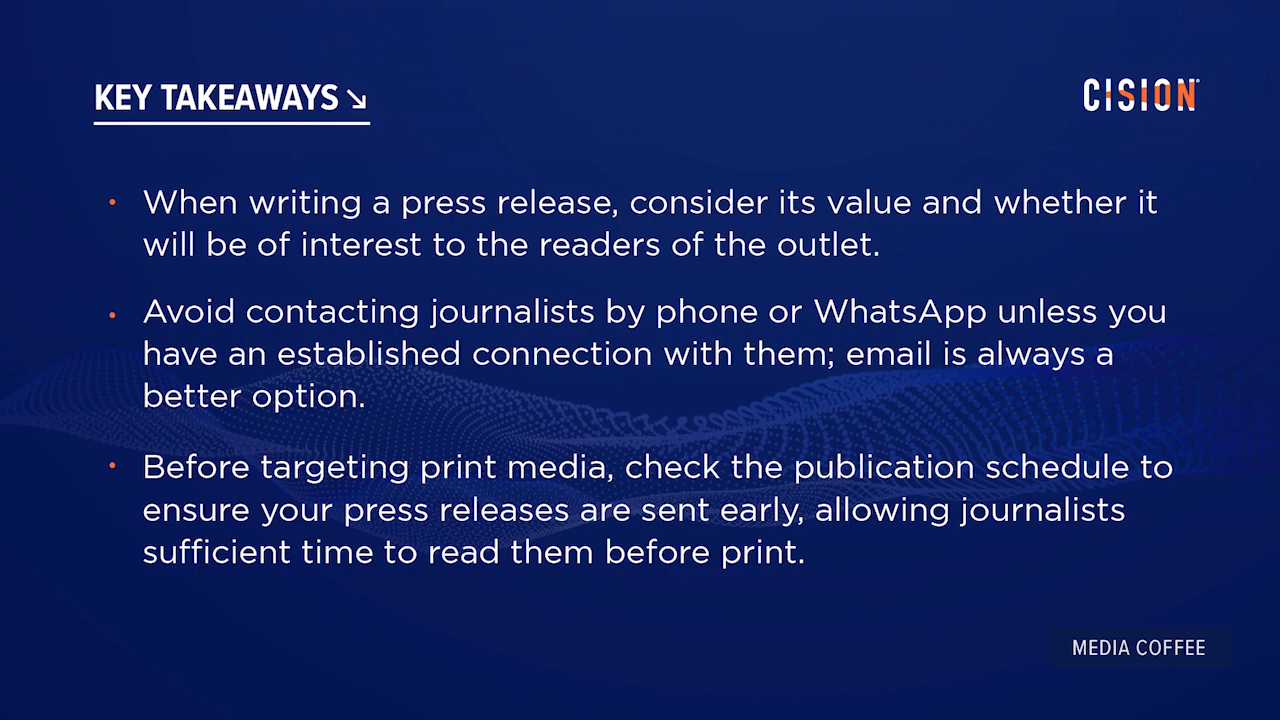 KEY TAKEAWAYS ↘
CISION®
• When writing a press release, consider its value and whether it
will be of interest to the readers of the outlet.
• Avoid contacting journalists by phone or WhatsApp unless you
have an established connection with them; email is always a
better option.
• Before targeting print media, check the publication schedule to
ensure your press releases are sent early, allowing journalists
sufficient time to read them before print.
MEDIA COFFEE